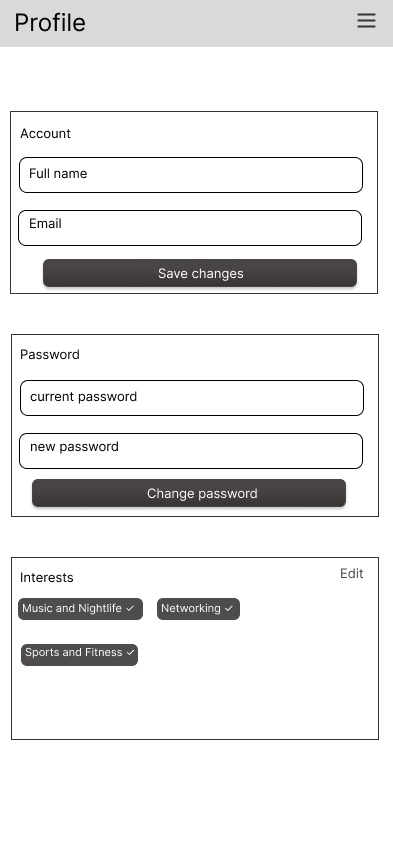 Profile
Account
Full name
Email
Save changes
Password
current password
new password
Change password
Interests Edit
Music and Nightlife ✓ Networking ✓
Sports and Fitness ✓